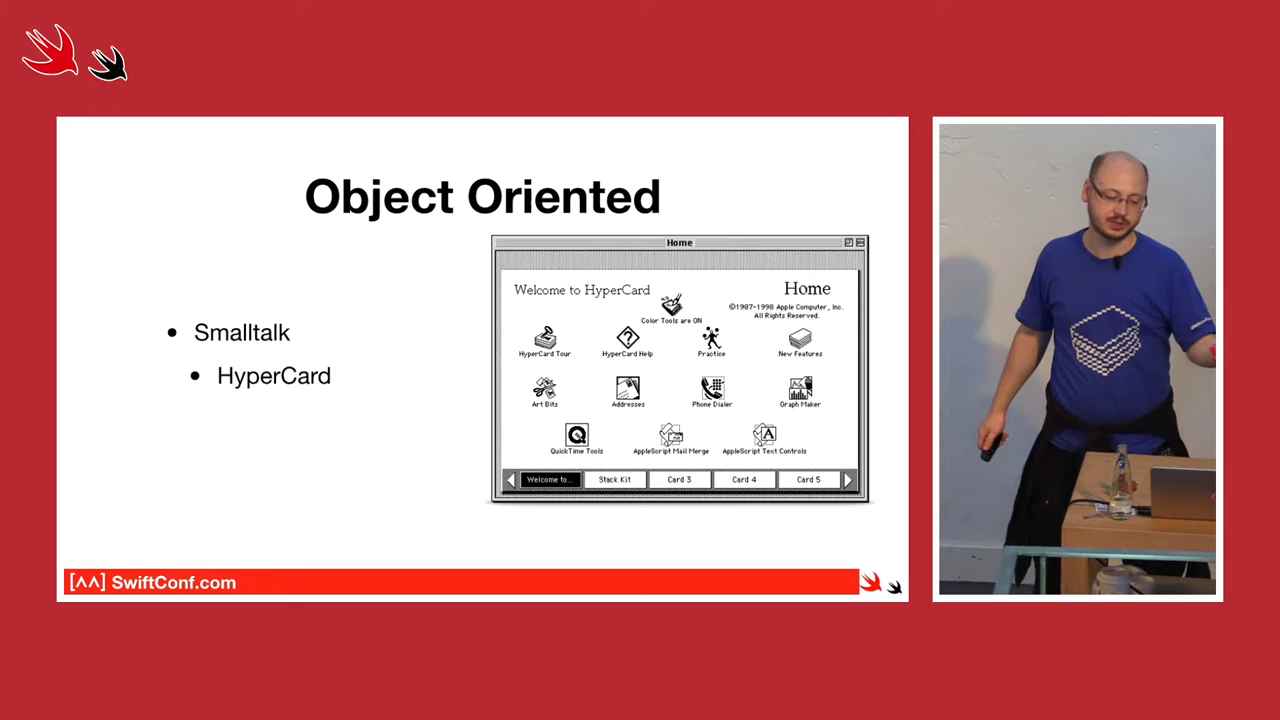 Object Oriented
• Smalltalk
• HyperCard
Home
Welcome to HyperCard
Home
©1987-1998 Apple Computer, Inc.
All Rights Reserved.
Color Tools are ON
HyperCard Tour
HyperCard Help
Practice
New Features
Art Bits
Addresses
Phone Dialer
Graph Maker
QuickTime Tools
AppleScript Mail Merge
AppleScript Text Controls
Welcome to...
Stack Kit
Card 3
Card 4
Card 5
[^^] SwiftConf.com